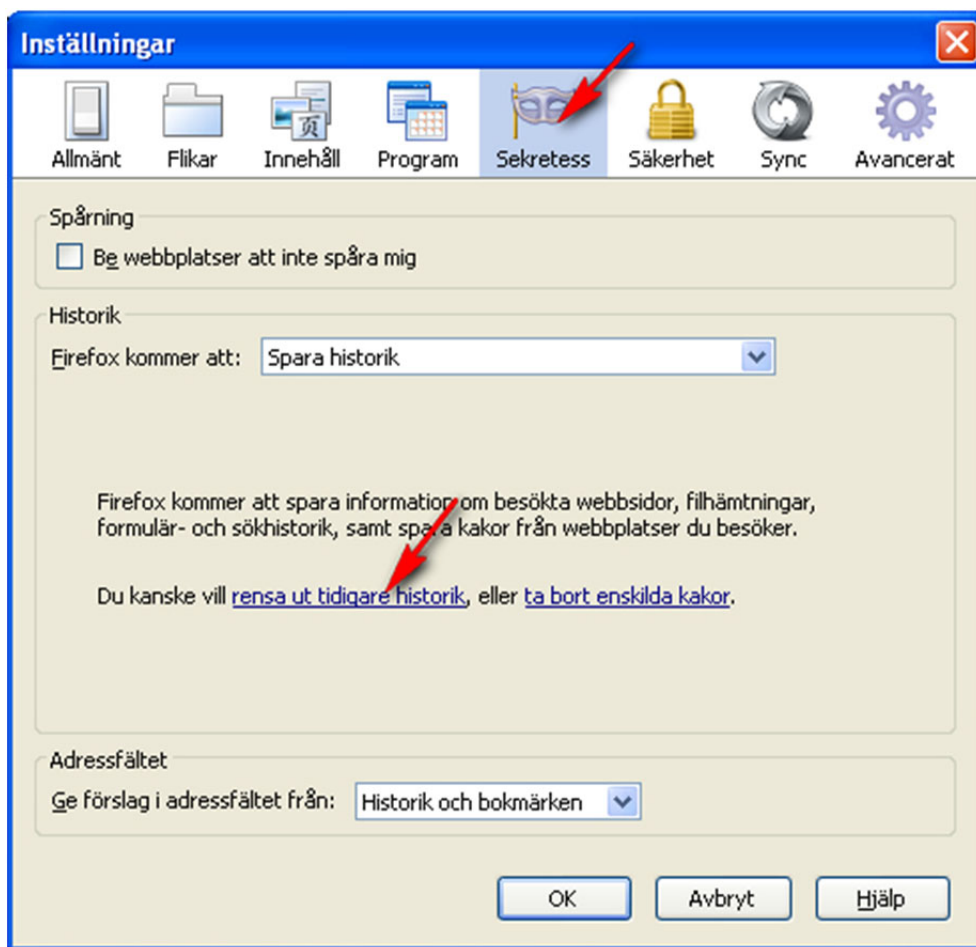 Inställningar
Allmänt Flikar Innehåll Program Sekretess Säkerhet Sync Avancerat
页
Spårning
Be webbplatser att inte spåra mig
Historik
Firefox kommer att: Spara historik
Firefox kommer att spara information om besökta webbsidor, filhämtningar,
formulär- och sökhistorik, samt spara kakor från webbplatser du besöker.
Du kanske vill rensa ut tidigare historik, eller ta bort enskilda kakor.
Adressfältet
Ge förslag i adressfältet från: Historik och bokmärken
OK Avbryt Hjälp